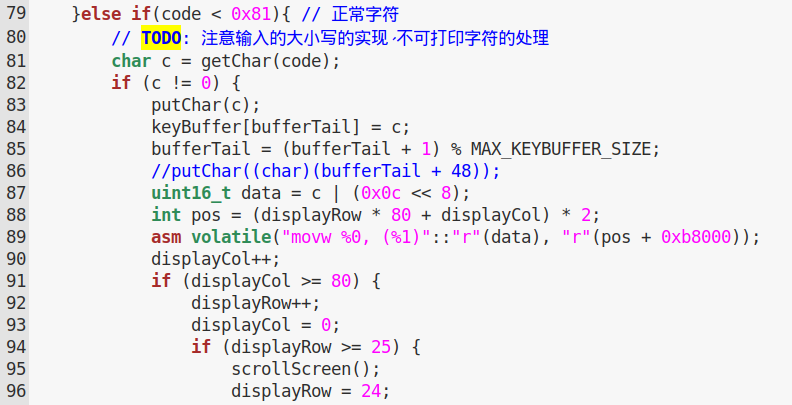 79 }else if(code < 0x81){ // 正常字符
80 // TODO: 注意输入的大小写的实现、不可打印字符的处理
81 char c = getChar(code);
82 if (c != 0) {
83 putChar(c);
84 keyBuffer[bufferTail] = c;
85 bufferTail = (bufferTail + 1) % MAX_KEYBUFFER_SIZE;
86 //putChar((char)(bufferTail + 48));
87 uint16_t data = c | (0x0c << 8);
88 int pos = (displayRow * 80 + displayCol) * 2;
89 asm volatile("movw %0, (%1)"::"r"(data), "r"(pos + 0xb8000));
90 displayCol++;
91 if (displayCol >= 80) {
92 displayRow++;
93 displayCol = 0;
94 if (displayRow >= 25) {
95 scrollScreen();
96 displayRow = 24;